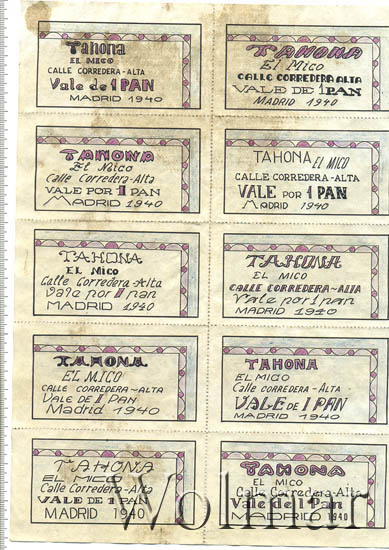 Tahona
EL MICO
CALLE CORREDERA-ALTA
Vale de 1 PAN
MADRID 1940
TAHONA
El Mico
CALLE CORREDERA ALTA
VALE DE 1 PAN
MADRID 1940
TAHONA
El Mico
Calle Corredera-Alta
VALE POR 1 PAN
MADRID 1940
TAHONA EL MICO
CALLE CORREDERA-ALTA
VALE POR 1 PAN
MADRID 1940
TAHONA
EL MICO
Calle Corredera-Alta
Vale por 1 pan
MADRID 1940
TAHONA
EL MICO
CALLE CORREDERA-ALTA
Vale por 1 pan
MADRID 1940
TAHONA
EL MICO
CALLE CORREDERA-ALTA
VALE DE 1 PAN
Madrid 1940
TAHONA
EL MICO
Calle CORREDERA-ALTA
VALE DE 1 PAN
MADRID 1940
TAHONA
EL MICO
Calle Corredera-Alta
VALE DE 1 PAN
MADRID 1940
TAHONA
EL MICO
Calle Corredera-Alta
Vale de 1 Pan
MADRID 1940
Wolmar